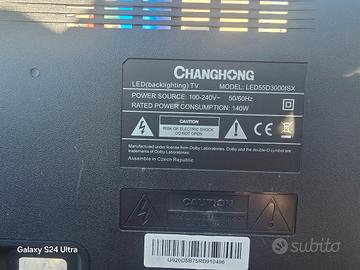 CHANGHONG
LED(backlighting) TV MODEL: LED55D3000ISX
POWER SOURCE: 100-240V~ 50/60Hz
RATED POWER CONSUMPTION: 140W
CAUTION
RISK OF ELECTRIC SHOCK
DO NOT OPEN
Manufactured under license from Dolby Laboratories. Dolby and the double-D symbol are
trademarks of Dolby Laboratories.
Assemble in Czech Republic
CAUTION
U920D5B75RB910496
Galaxy S24 Ultra
subito